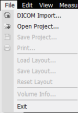 File Edit View Measu
DICOM Import...
Open Project...
Save Project...
Print...
Load Layout...
Save Layout...
Reset Layout
Volume Info...
Exit